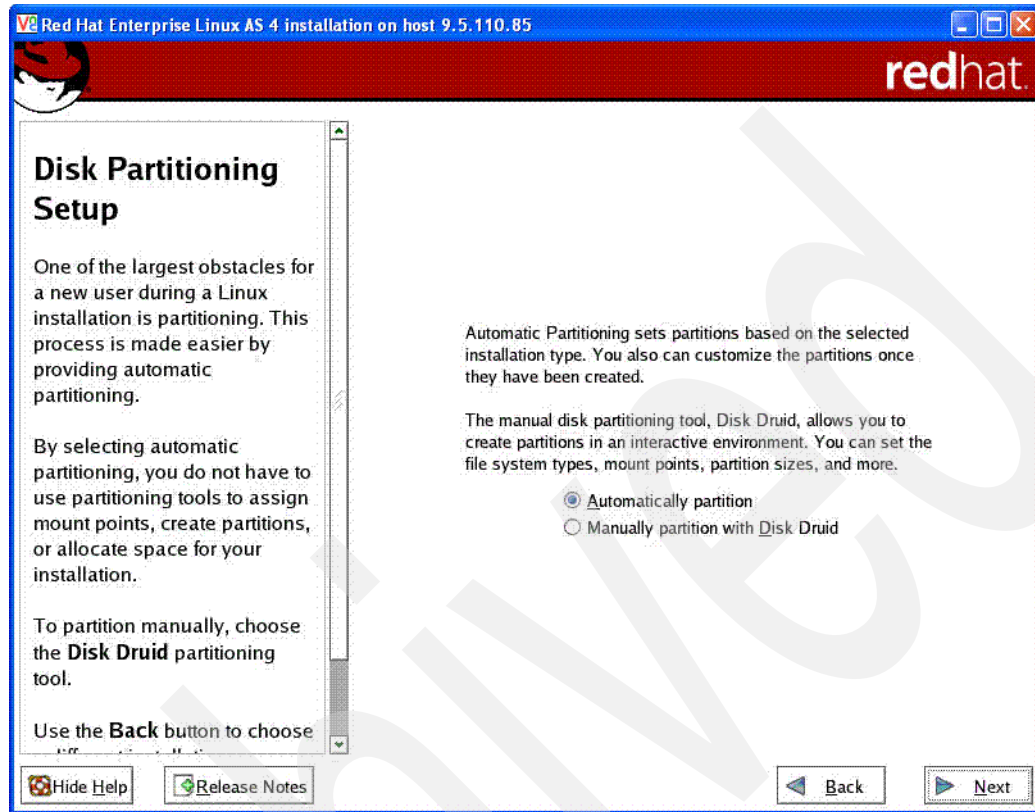 Red Hat Enterprise Linux AS 4 installation on host 9.5.110.85
redhat.
Disk Partitioning
Setup
One of the largest obstacles for
a new user during a Linux
installation is partitioning. This
process is made easier by
providing automatic
partitioning.
By selecting automatic
partitioning, you do not have to
use partitioning tools to assign
mount points, create partitions,
or allocate space for your
installation.
To partition manually, choose
the Disk Druid partitioning
tool.
Use the Back button to choose
Automatic Partitioning sets partitions based on the selected
installation type. You also can customize the partitions once
they have been created.
The manual disk partitioning tool, Disk Druid, allows you to
create partitions in an interactive environment. You can set the
file system types, mount points, partition sizes, and more.
Automatically partition
Manually partition with Disk Druid
Hide Help
Release Notes
Back
Next